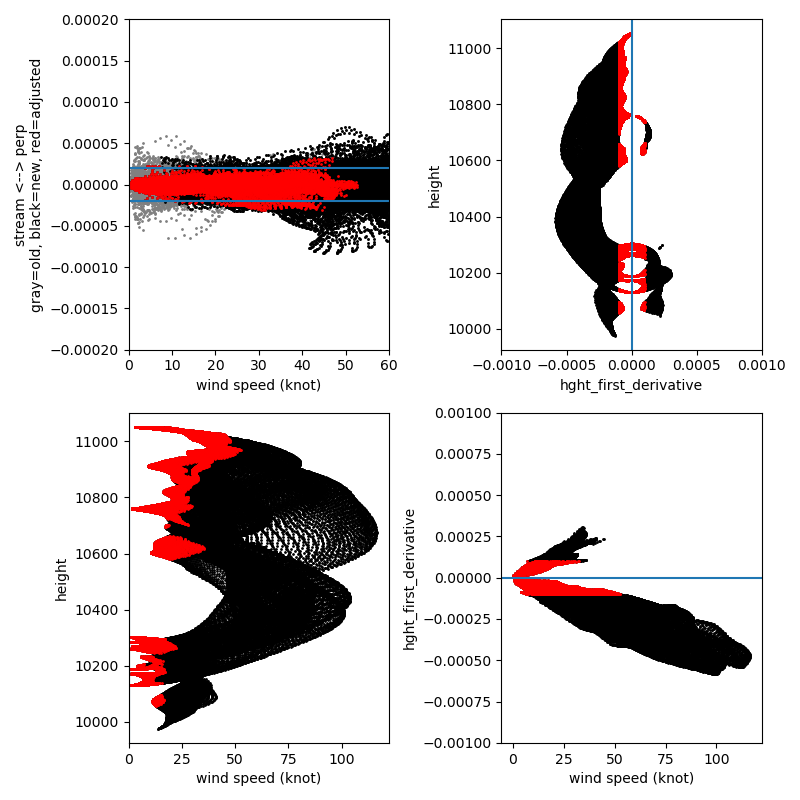 0.00020
0.00015
0.00010
0.00005
0.00000
−0.00005
−0.00010
−0.00015
−0.00020
stream <--> perp
gray=old, black=new, red=adjusted
0 10 20 30 40 50 60
wind speed (knot)
11000
10800
10600
10400
10200
10000
height
−0.0010 −0.0005 0.0000 0.0005 0.0010
hght_first_derivative
11000
10800
10600
10400
10200
10000
height
0 25 50 75 100
wind speed (knot)
0.00100
0.00075
0.00050
0.00025
0.00000
−0.00025
−0.00050
−0.00075
−0.00100
hght_first_derivative
0 50 75 100
25
wind speed (knot)